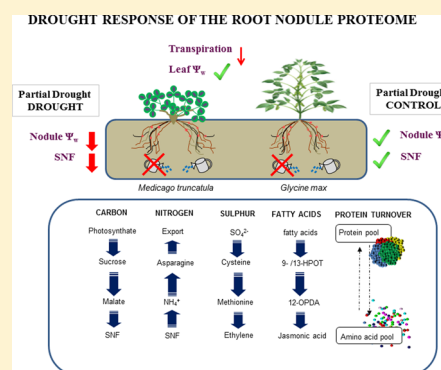 DROUGHT RESPONSE OF THE ROOT NODULE PROTEOME
Transpiration
Leaf Ψw
Partial Drought
DROUGHT
Partial Drought
CONTROL
Nodule Ψw
SNF
Nodule Ψ
SNF
Medicago truncatula
Glycine max
CARBON
Photosynthate
Sucrose
Malate
SNF
NITROGEN
Export
Asparagine
NH4+
SNF
SULPHUR
SO42-
Cysteine
Methionine
Ethylene
FATTY ACIDS
fatty acids
9- /13-HPOT
12-OPDA
Jasmonic acid
PROTEIN TURNOVER
Protein pool
Amino acid pool